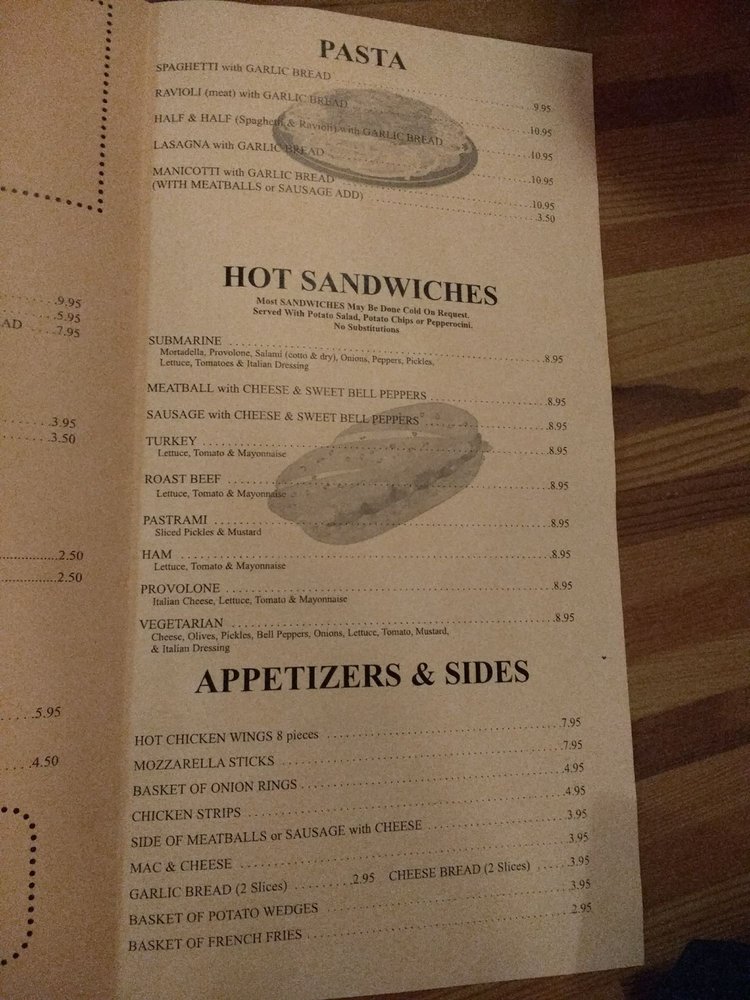 .9.95
.5.95
AD .....7.95
...3.95
...3.50
2.50
2.50
.5.95
.4.50
PASTA
SPAGHETTI with GARLIC BREAD 9.95
RAVIOLI (meat) with GARLIC BREAD 10.95
HALF & HALF (Spaghetti & Ravioli) with GARLIC BREAD 10.95
LASAGNA with GARLIC BREAD 10.95
MANICOTTI with GARLIC BREAD 10.95
(WITH MEATBALLS or SAUSAGE ADD) 3.50
HOT SANDWICHES
Most SANDWICHES May Be Done Cold On Request.
Served With Potato Salad, Potato Chips or Pepperocini.
No Substitutions
SUBMARINE 8.95
Mortadella, Provolone, Salami (cotto & dry), Onions, Peppers, Pickles,
Lettuce, Tomatoes & Italian Dressing
MEATBALL with CHEESE & SWEET BELL PEPPERS 8.95
SAUSAGE with CHEESE & SWEET BELL PEPPERS 8.95
TURKEY 8.95
Lettuce, Tomato & Mayonnaise
ROAST BEEF 8.95
Lettuce, Tomato & Mayonnaise
PASTRAMI 8.95
Sliced Pickles & Mustard
HAM 8.95
Lettuce, Tomato & Mayonnaise
PROVOLONE 8.95
Italian Cheese, Lettuce, Tomato & Mayonnaise
VEGETARIAN 8.95
Cheese, Olives, Pickles, Bell Peppers, Onions, Lettuce, Tomato, Mustard,
& Italian Dressing
APPETIZERS & SIDES
HOT CHICKEN WINGS 8 pieces 7.95
MOZZARELLA STICKS 7.95
BASKET OF ONION RINGS 4.95
CHICKEN STRIPS 4.95
SIDE OF MEATBALLS or SAUSAGE with CHEESE 3.95
MAC & CHEESE 3.95
GARLIC BREAD (2 Slices) 2.95 CHEESE BREAD (2 Slices) 3.95
BASKET OF POTATO WEDGES 3.95
BASKET OF FRENCH FRIES 2.95